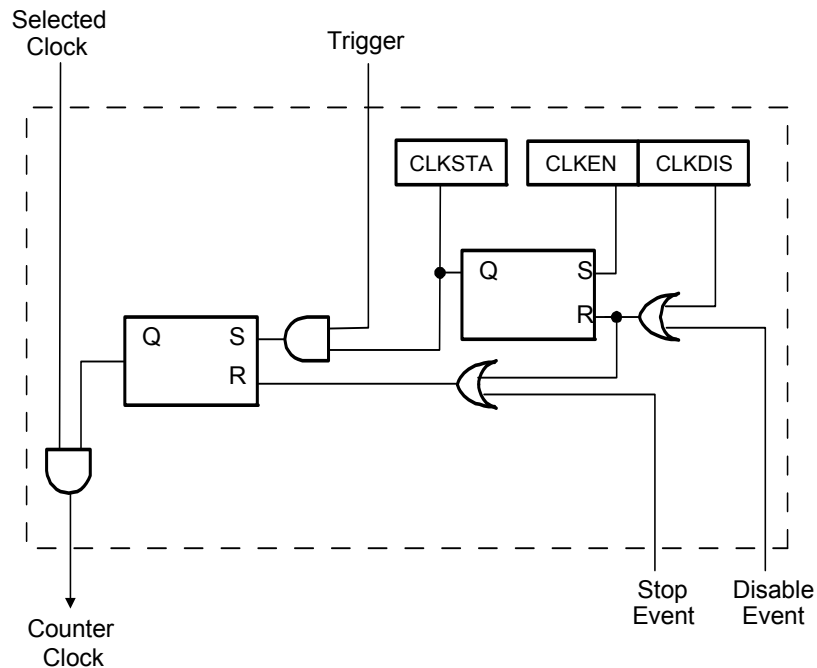 Selected
Clock
Trigger
CLKSTA
CLKEN
CLKDIS
Q
S
R
Q
S
R
Stop
Event
Disable
Event
Counter
Clock